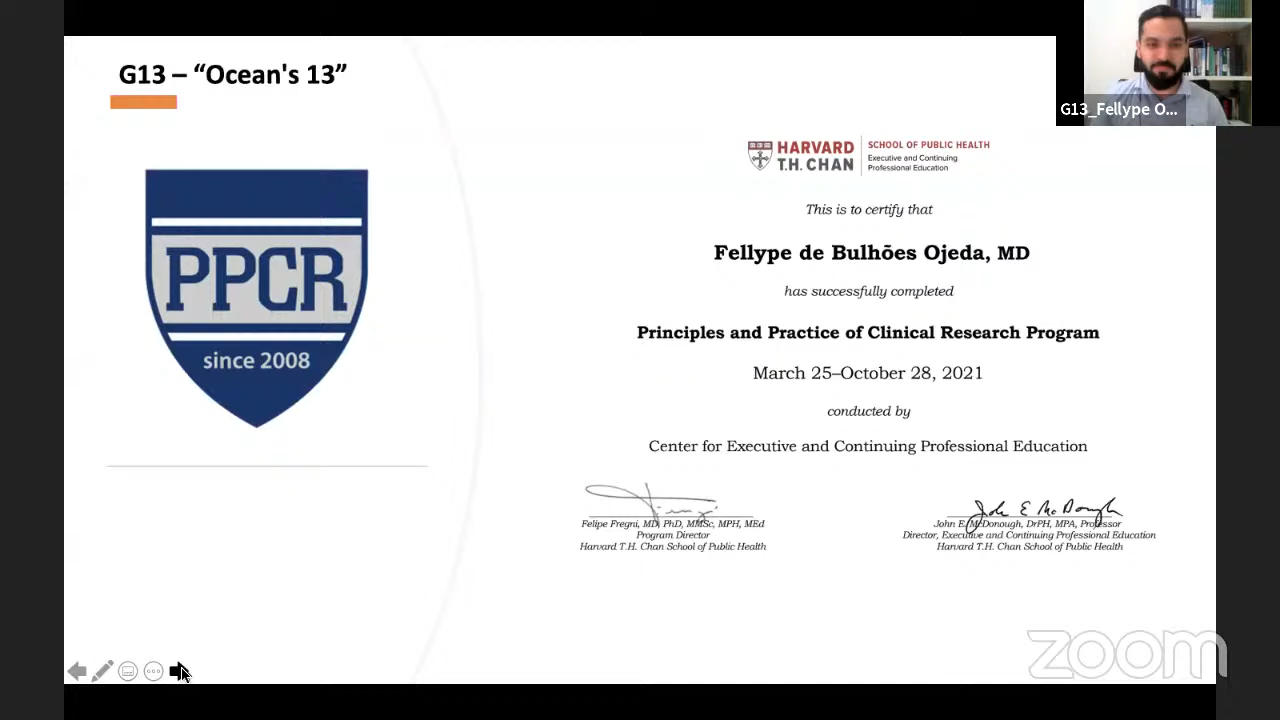 G13 – “Ocean's 13”
G13_Fellype O...
PPCR
since 2008
HARVARD
T.H. CHAN
SCHOOL OF PUBLIC HEALTH
Executive and Continuing
Professional Education
This is to certify that
Fellype de Bulhões Ojeda, MD
has successfully completed
Principles and Practice of Clinical Research Program
March 25–October 28, 2021
conducted by
Center for Executive and Continuing Professional Education
Felipe Fregni, MD, PhD, MMSc, MPH, MEd
Program Director
Harvard T.H. Chan School of Public Health
John E McDonough
John E. McDonough, DrPH, MPA, Professor
Director, Executive and Continuing Professional Education
Harvard T.H. Chan School of Public Health
zoom